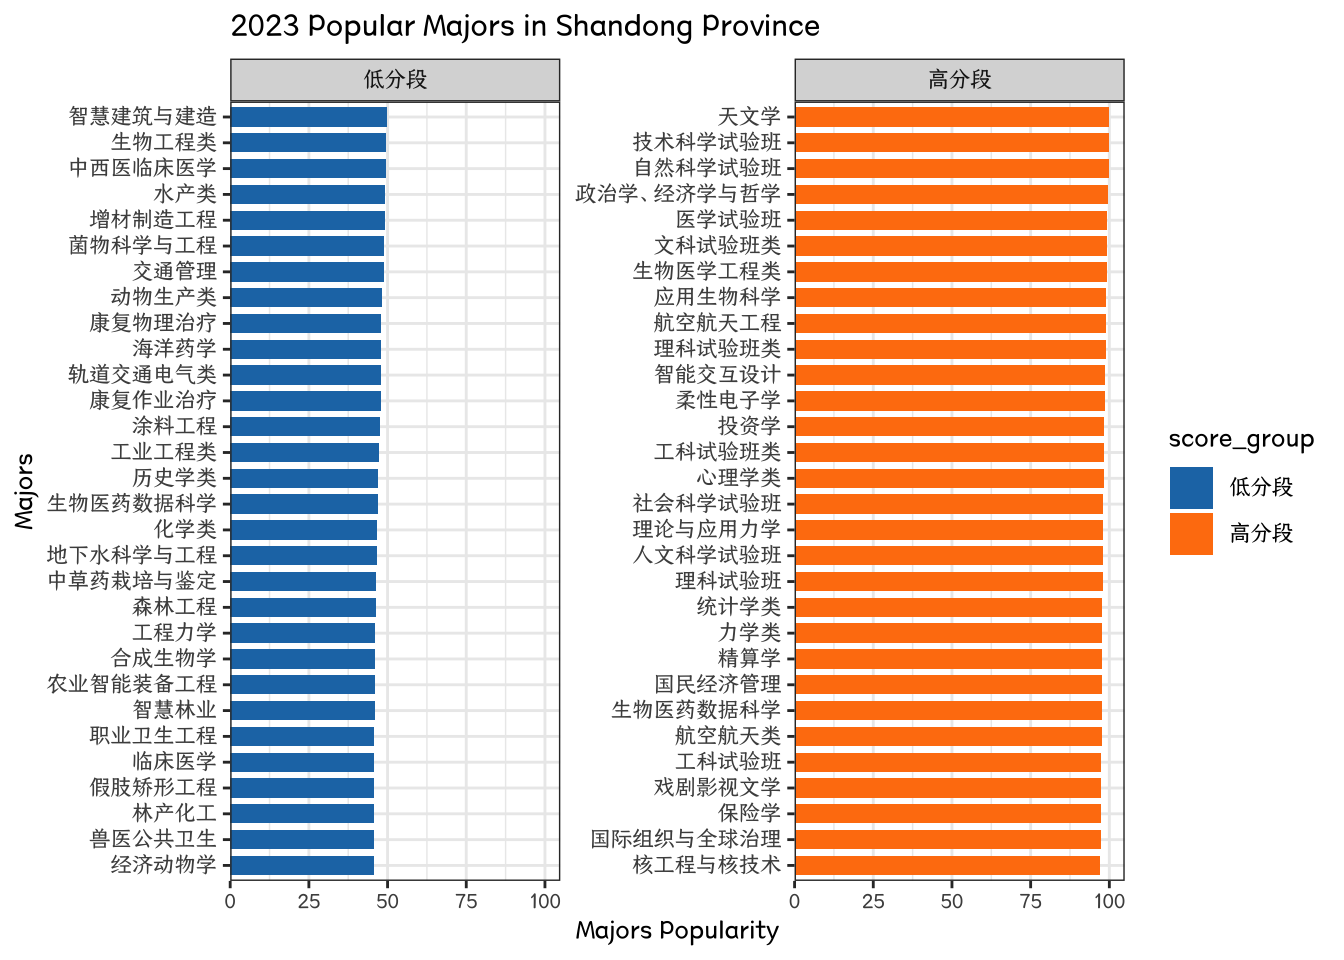 2023 Popular Majors in Shandong Province
低分段
智慧建筑与建造
生物工程类
中西医临床医学
水产类
增材制造工程
菌物科学与工程
交通管理
动物生产类
康复物理治疗
海洋药学
轨道交通电气类
康复作业治疗
涂料工程
工业工程类
历史学类
生物医药数据科学
化学类
地下水科学与工程
中草药栽培与鉴定
森林工程
工程力学
合成生物学
农业智能装备工程
智慧林业
职业卫生工程
临床医学
假肢矫形工程
林产化工
兽医公共卫生
经济动物学
0 25 50 75 100
高分段
天文学
技术科学试验班
自然科学试验班
政治学、经济学与哲学
医学试验班
文科试验班类
生物医学工程类
应用生物科学
航空航天工程
理科试验班类
智能交互设计
柔性电子学
投资学
工科试验班类
心理学类
社会科学试验班
理论与应用力学
人文科学试验班
理科试验班
统计学类
力学类
精算学
国民经济管理
生物医药数据科学
航空航天类
工科试验班
戏剧影视文学
保险学
国际组织与全球治理
核工程与核技术
0 25 50 75 100
Majors
Majors Popularity
score_group
低分段
高分段